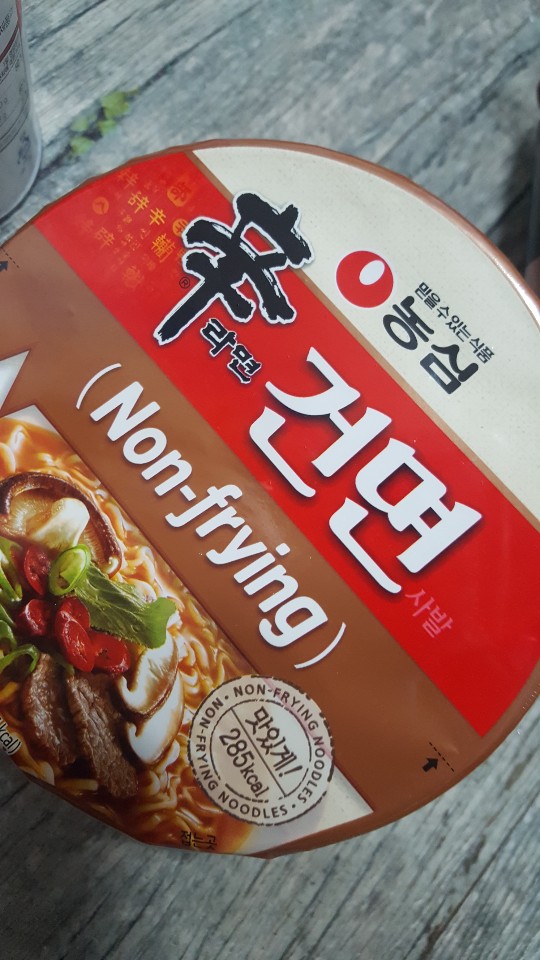 믿을 수 있는 식품
농심
辛
®
라면
건면
사발
(Non-frying)
NON-FRYING NOODLES
맛있게!
285kcal
NON-FRYING NOODLES
kcal)